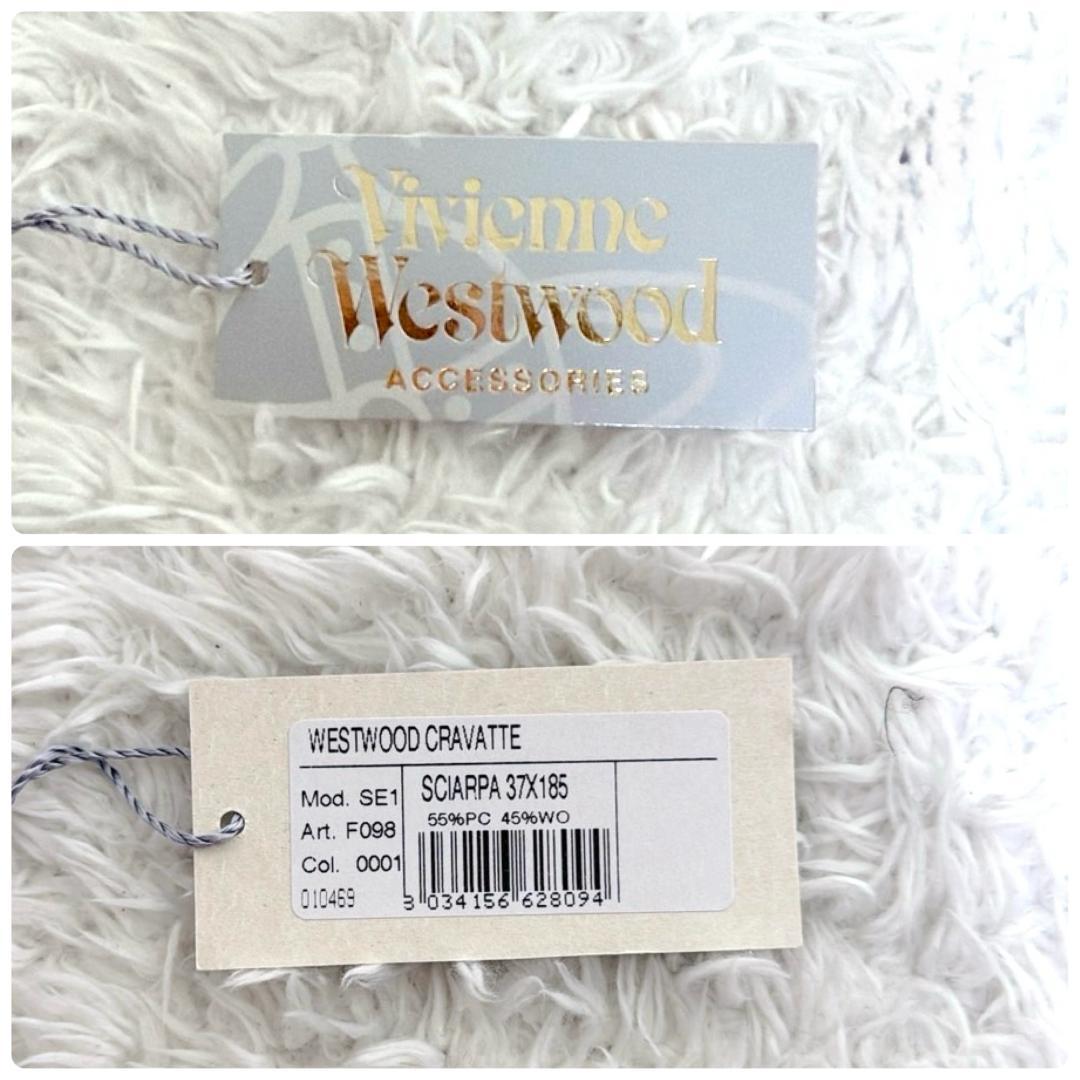 Vivienne
Westwood
ACCESSORIES
WESTWOOD CRAVATTE
Mod. SE1
SCIARPA 37X185
55%PC 45%WO
Art. F098
Col. 0001
010469
3 034156 628094